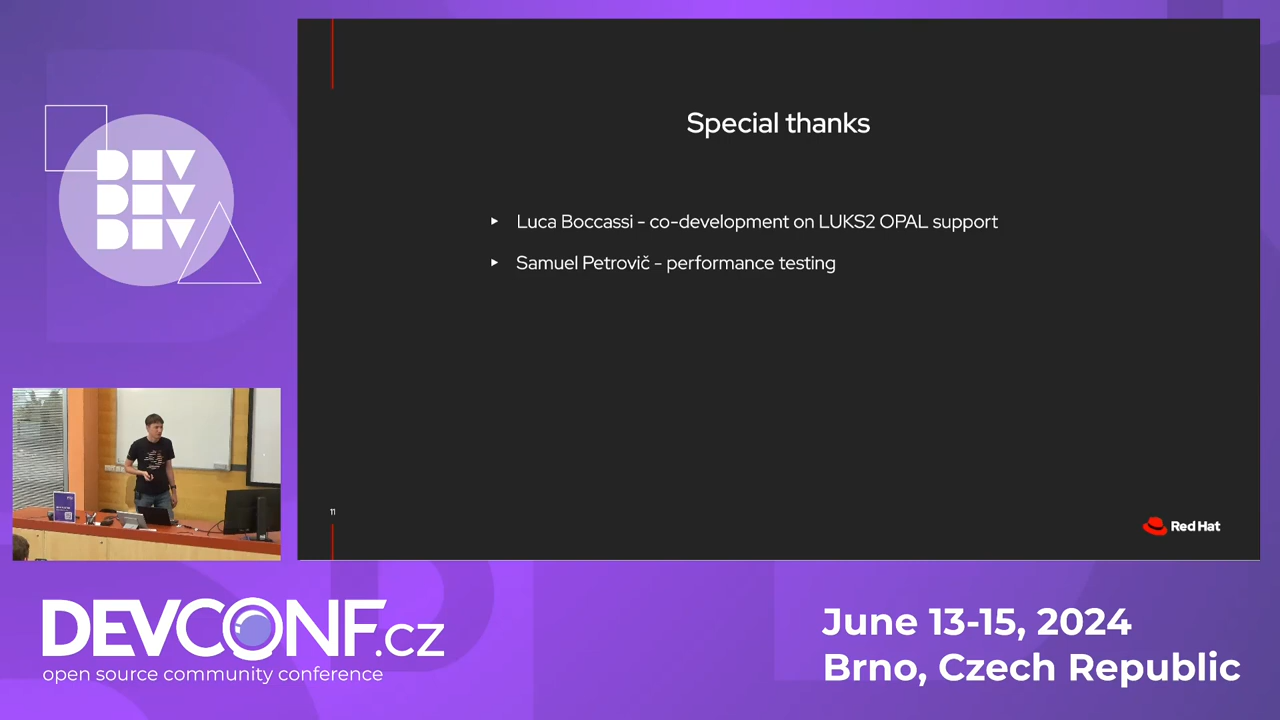 Special thanks
▸ Luca Boccassi - co-development on LUKS2 OPAL support
▸ Samuel Petrovič - performance testing
11
Red Hat
DEV
DEV
DEV
DEVCONF.cz
open source community conference
June 13-15, 2024
Brno, Czech Republic